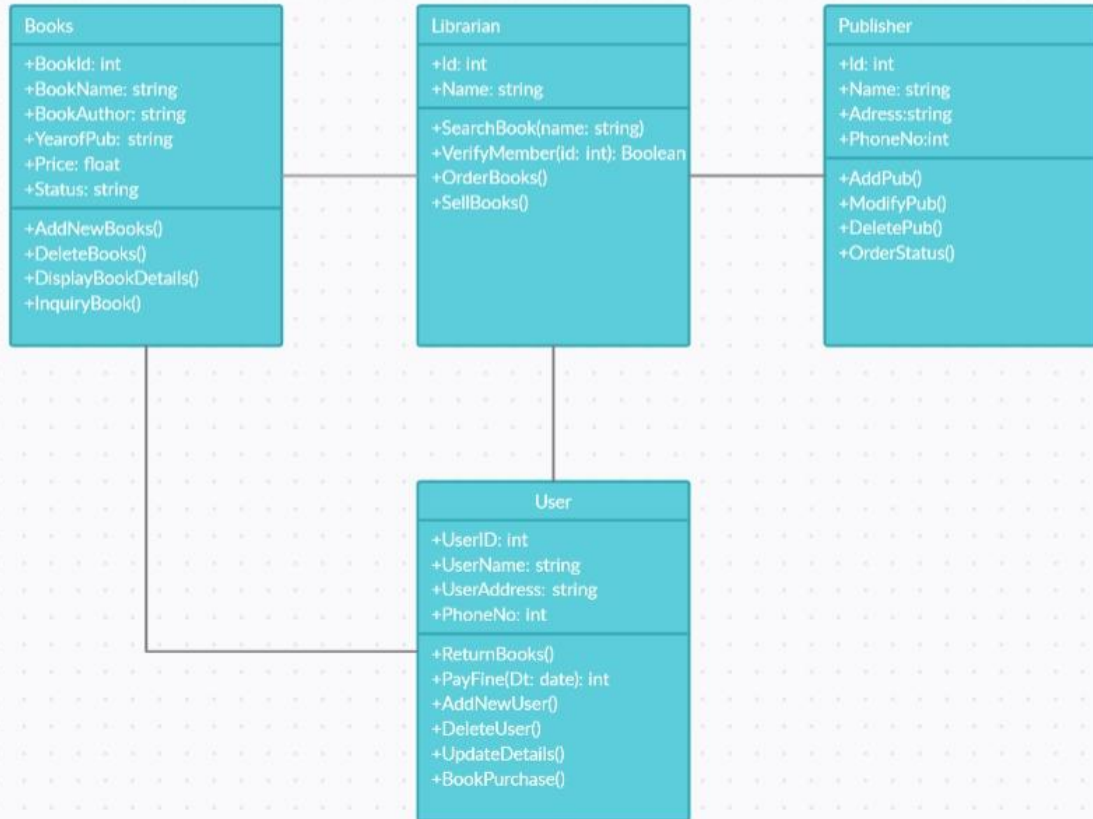 Books
+BookId: int
+BookName: string
+BookAuthor: string
+YearofPub: string
+Price: float
+Status: string
+AddNewBooks()
+DeleteBooks()
+DisplayBookDetails()
+InquiryBook()
Librarian
+Id: int
+Name: string
+SearchBook(name: string)
+VerifyMember(id: int): Boolean
+OrderBooks()
+SellBooks()
Publisher
+Id: int
+Name: string
+Adress:string
+PhoneNo:int
+AddPub()
+ModifyPub()
+DeletePub()
+OrderStatus()
User
+UserID: int
+UserName: string
+UserAddress: string
+PhoneNo: int
+ReturnBooks()
+PayFine(Dt: date): int
+AddNewUser()
+DeleteUser()
+UpdateDetails()
+BookPurchase()